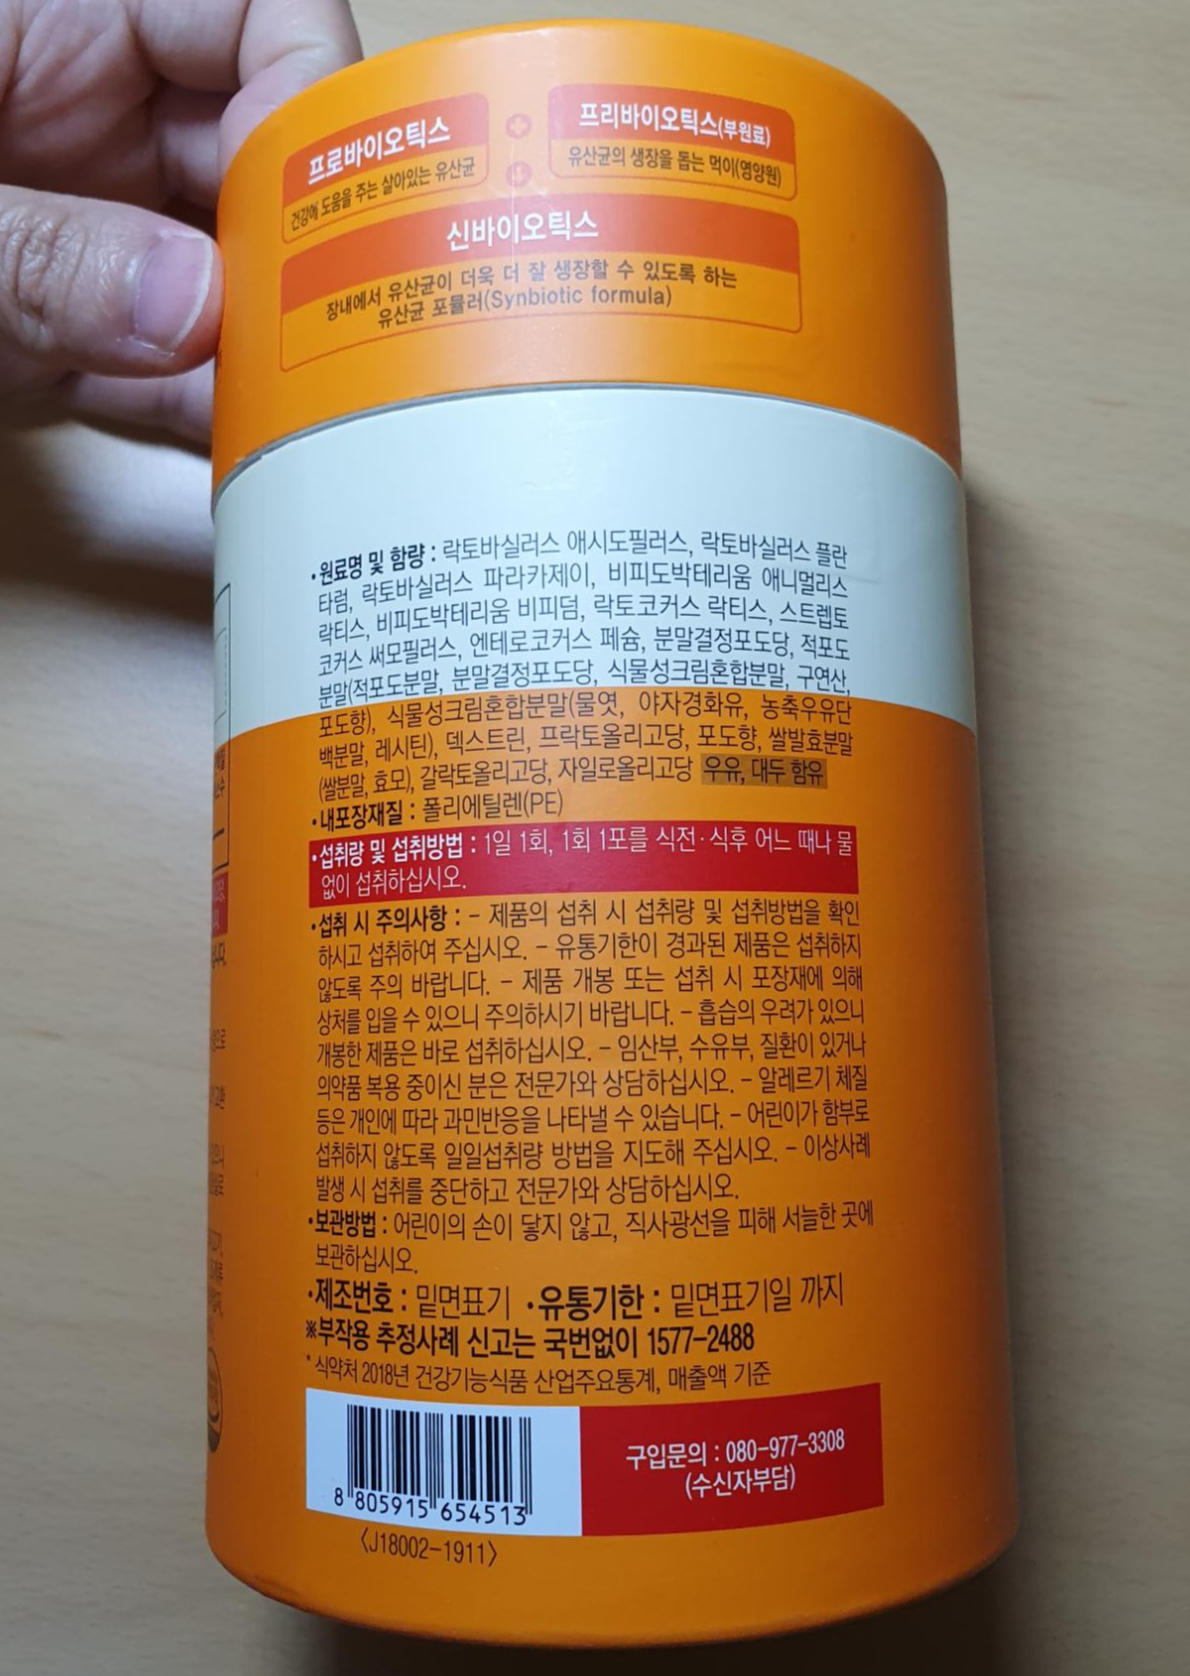 프로바이오틱스
건강에 도움을 주는 살아있는 유산균
프리바이오틱스(부원료)
유산균의 생장을 돕는 먹이(영양원)
신바이오틱스
장내에서 유산균이 더욱 더 잘 생장할 수 있도록 하는
유산균 포뮬러(Synbiotic formula)
•원료명 및 함량 : 락토바실러스 애시도필러스, 락토바실러스 플란
타럼, 락토바실러스 파라카제이, 비피도박테리움 애니멀리스
락티스, 비피도박테리움 비피덤, 락토코커스 락티스, 스트렙토
코커스 써모필러스, 엔테로코커스 페슘, 분말결정포도당, 적포도
분말(적포도분말, 분말결정포도당, 식물성크림혼합분말, 구연산,
포도향), 식물성크림혼합분말(물엿, 야자경화유, 농축우유단
백분말, 레시틴), 덱스트린, 프락토올리고당, 포도향, 쌀발효분말
(쌀분말, 효모), 갈락토올리고당, 자일로올리고당 우유, 대두 함유
•내포장재질 : 폴리에틸렌(PE)
•섭취량 및 섭취방법 : 1일 1회, 1회 1포를 식전·식후 어느 때나 물
없이 섭취하십시오.
•섭취 시 주의사항 : - 제품의 섭취 시 섭취량 및 섭취방법을 확인
하시고 섭취하여 주십시오. - 유통기한이 경과된 제품은 섭취하지
않도록 주의 바랍니다. - 제품 개봉 또는 섭취 시 포장재에 의해
상처를 입을 수 있으니 주의하시기 바랍니다. - 흡습의 우려가 있으니
개봉한 제품은 바로 섭취하십시오. - 임산부, 수유부, 질환이 있거나
의약품 복용 중이신 분은 전문가와 상담하십시오. - 알레르기 체질
등은 개인에 따라 과민반응을 나타낼 수 있습니다. - 어린이가 함부로
섭취하지 않도록 일일섭취량 방법을 지도해 주십시오. - 이상사례
발생 시 섭취를 중단하고 전문가와 상담하십시오.
•보관방법 : 어린이의 손이 닿지 않고, 직사광선을 피해 서늘한 곳에
보관하십시오.
•제조번호 : 밑면표기 •유통기한 : 밑면표기일 까지
※부작용 추정사례 신고는 국번없이 1577-2488
* 식약처 2018년 건강기능식품 산업주요통계, 매출액 기준
구입문의 : 080-977-3308
(수신자부담)
8 805915 654513
〈J18002-1911〉